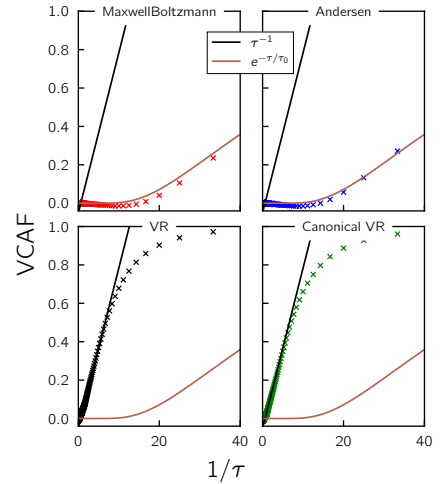 MaxwellBoltzmann
Andersen
τ⁻¹
e^{-τ/τ₀}
1.0
0.8
0.6
0.4
0.2
0.0
VR
Canonical VR
1.0
0.8
0.6
0.4
0.2
0.0
VCAF
0 20 40
0 20 40
1/τ